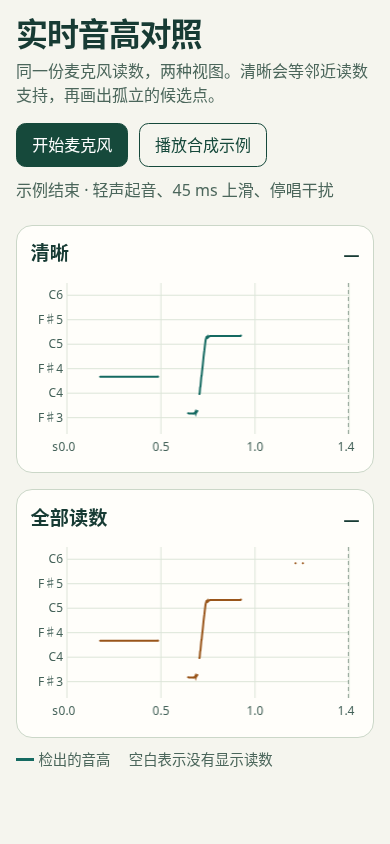 实时音高对照
同一份麦克风读数，两种视图。清晰会等邻近读数
支持，再画出孤立的候选点。
开始麦克风 播放合成示例
示例结束 · 轻声起音、45 ms 上滑、停唱干扰
清晰 —
C6
F♯5
C5
F♯4
C4
F♯3
s0.0 0.5 1.0 1.4
全部读数 —
C6
F♯5
C5
F♯4
C4
F♯3
s0.0 0.5 1.0 1.4
检出的音高 空白表示没有显示读数